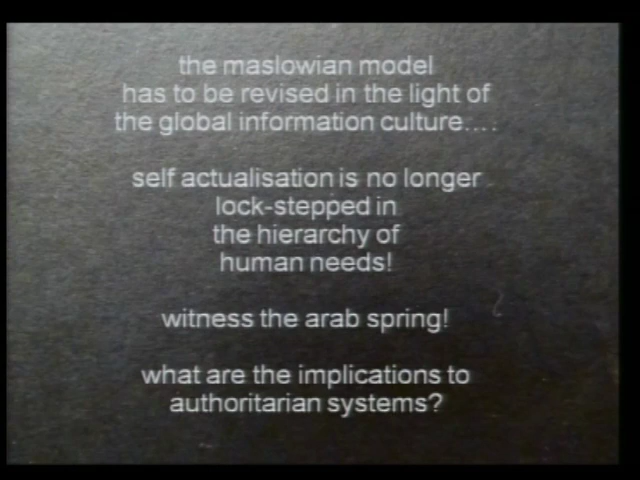 the maslowian model
has to be revised in the light of
the global information culture....
self actualisation is no longer
lock-stepped in
the hierarchy of
human needs!
witness the arab spring!
what are the implications to
authoritarian systems?